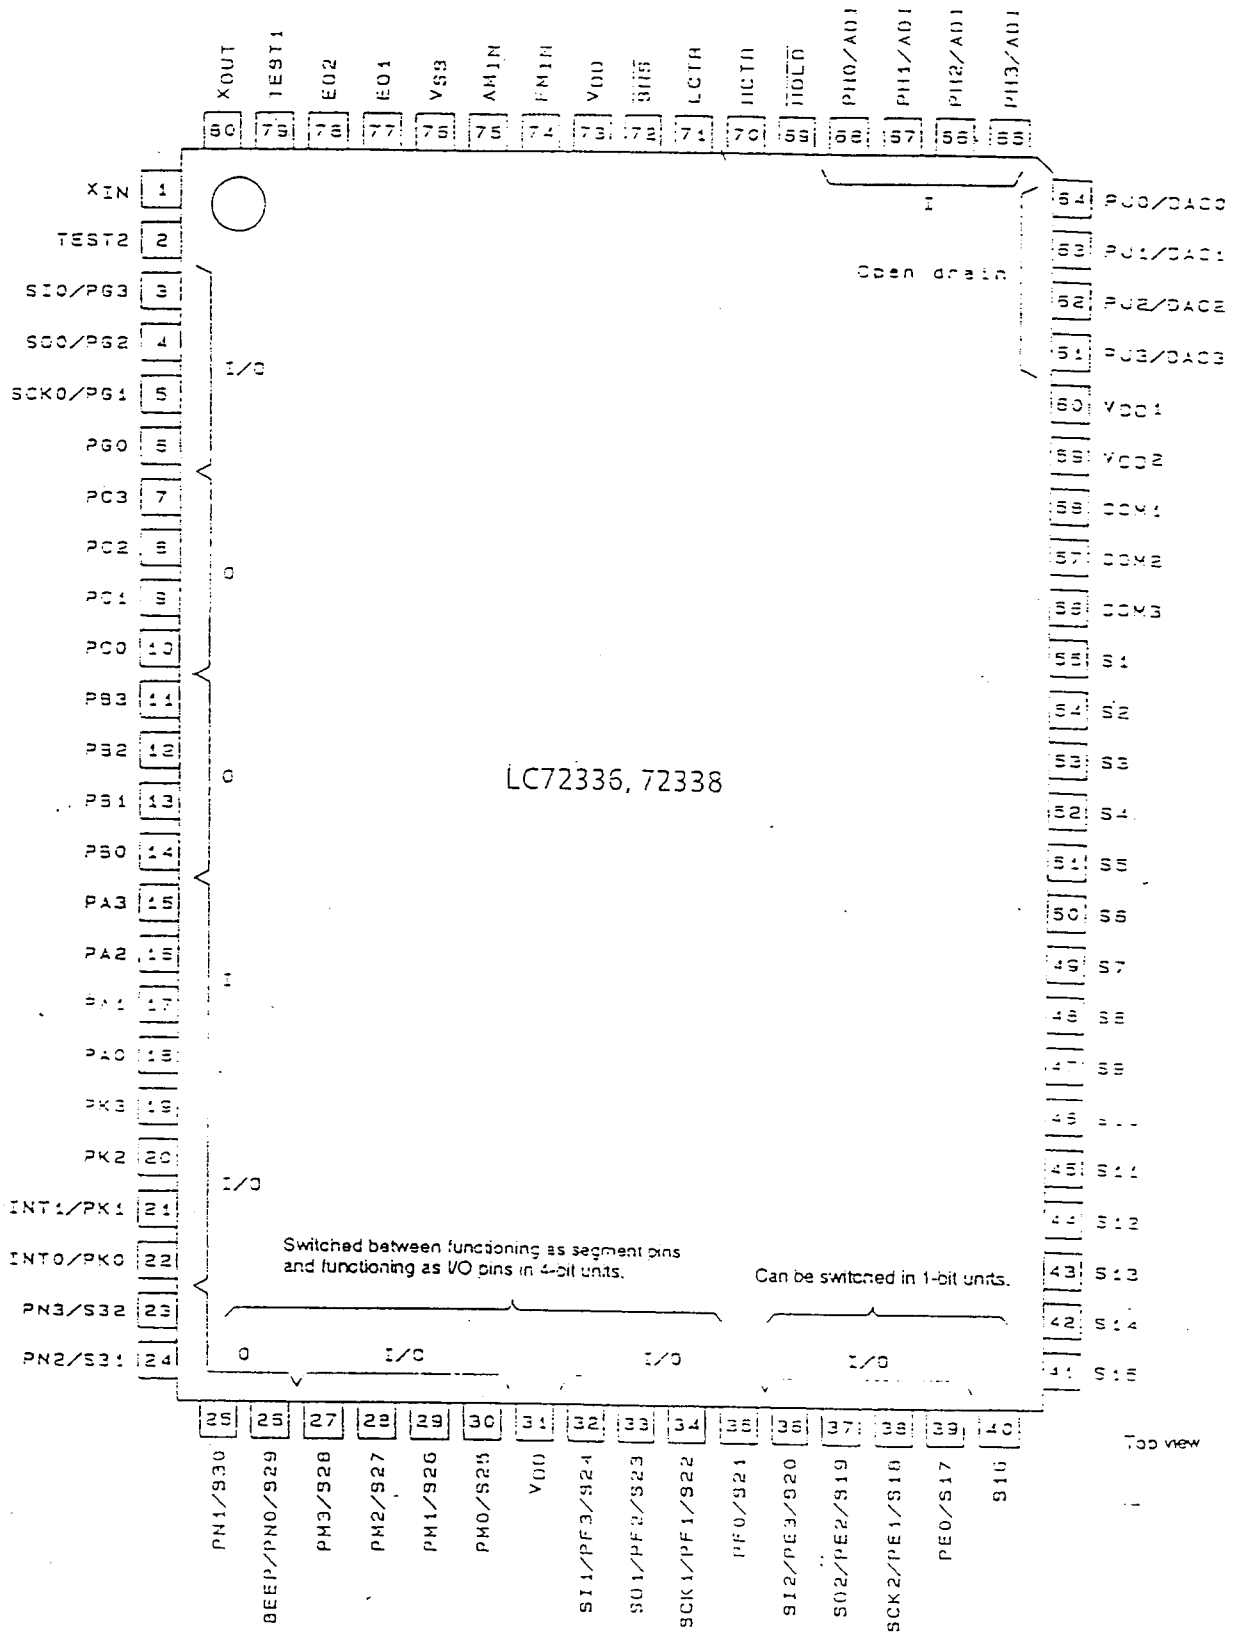 XOUT
TEST1
EO2
EO1
VSS
AMIN
FMIN
VDD
SNS
LCTR
HCTR
HOLD
PH0/ADI
PH1/ADI
PH2/ADI
PH3/ADI
80 79 78 77 76 75 74 73 72 71 70 69 68 67 66 65
XIN 1
TEST2 2
SI0/PG3 3
SO0/PG2 4
SCK0/PG1 5
PG0 6
PC3 7
PC2 8
PC1 9
PC0 10
PB3 11
PB2 12
PB1 13
PB0 14
PA3 15
PA2 16
PA1 17
PA0 18
PK3 19
PK2 20
INT1/PK1 21
INT0/PK0 22
PN3/S32 23
PN2/S31 24
I/O
O
O
I
I/O
I
Open drain
LC72336, 72338
64 PJ0/DAC0
63 PJ1/DAC1
62 PJ2/DAC2
61 PJ3/DAC3
60 VDD1
59 VDD2
58 COM1
57 COM2
56 COM3
55 S1
54 S2
53 S3
52 S4
51 S5
50 S6
49 S7
48 S8
47 S9
46
45 S11
44 S12
43 S13
42 S14
41 S15
Switched between functioning as segment pins
and functioning as I/O pins in 4-bit units.
Can be switched in 1-bit units.
O I/O I/O I/O
25 26 27 28 29 30 31 32 33 34 35 36 37 38 39 40
PN1/S30
BEEP/PN0/S29
PM3/S28
PM2/S27
PM1/S26
PM0/S25
VDD
SI1/PF3/S24
SO1/PF2/S23
SCK1/PF1/S22
PF0/S21
SI2/PE3/S20
SO2/PE2/S19
SCK2/PE1/S18
PE0/S17
S16
Top view